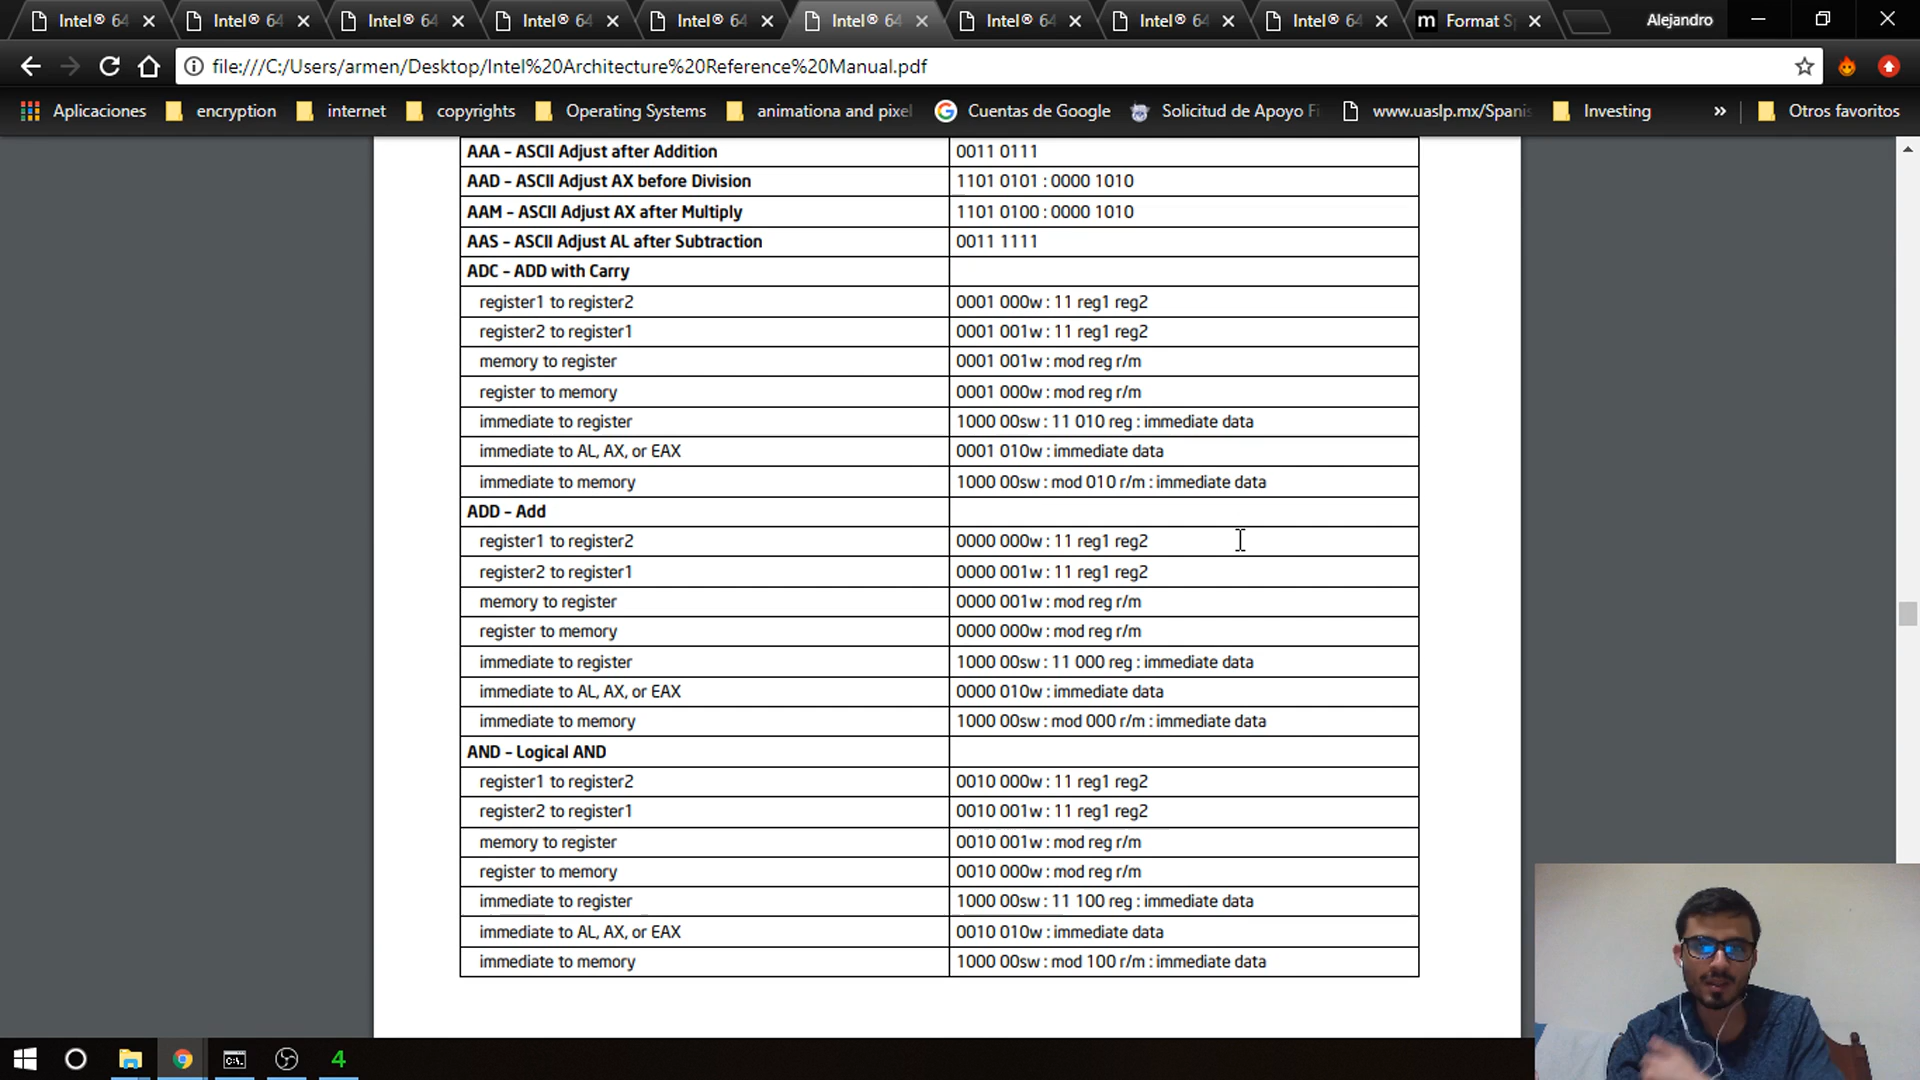 Intel® 64 Intel® 64 Intel® 64 Intel® 64 Intel® 64 Intel® 64 Intel® 64 Intel® 64 Intel® 64 m Format Sp Alejandro
file:///C:/Users/armen/Desktop/Intel%20Architecture%20Reference%20Manual.pdf
Aplicaciones encryption internet copyrights Operating Systems animationa and pixel Cuentas de Google Solicitud de Apoyo Fi www.uaslp.mx/Spanis Investing » Otros favoritos
AAA – ASCII Adjust after Addition 0011 0111
AAD – ASCII Adjust AX before Division 1101 0101 : 0000 1010
AAM – ASCII Adjust AX after Multiply 1101 0100 : 0000 1010
AAS – ASCII Adjust AL after Subtraction 0011 1111
ADC – ADD with Carry
register1 to register2 0001 000w : 11 reg1 reg2
register2 to register1 0001 001w : 11 reg1 reg2
memory to register 0001 001w : mod reg r/m
register to memory 0001 000w : mod reg r/m
immediate to register 1000 00sw : 11 010 reg : immediate data
immediate to AL, AX, or EAX 0001 010w : immediate data
immediate to memory 1000 00sw : mod 010 r/m : immediate data
ADD – Add
register1 to register2 0000 000w : 11 reg1 reg2
register2 to register1 0000 001w : 11 reg1 reg2
memory to register 0000 001w : mod reg r/m
register to memory 0000 000w : mod reg r/m
immediate to register 1000 00sw : 11 000 reg : immediate data
immediate to AL, AX, or EAX 0000 010w : immediate data
immediate to memory 1000 00sw : mod 000 r/m : immediate data
AND – Logical AND
register1 to register2 0010 000w : 11 reg1 reg2
register2 to register1 0010 001w : 11 reg1 reg2
memory to register 0010 001w : mod reg r/m
register to memory 0010 000w : mod reg r/m
immediate to register 1000 00sw : 11 100 reg : immediate data
immediate to AL, AX, or EAX 0010 010w : immediate data
immediate to memory 1000 00sw : mod 100 r/m : immediate data
4